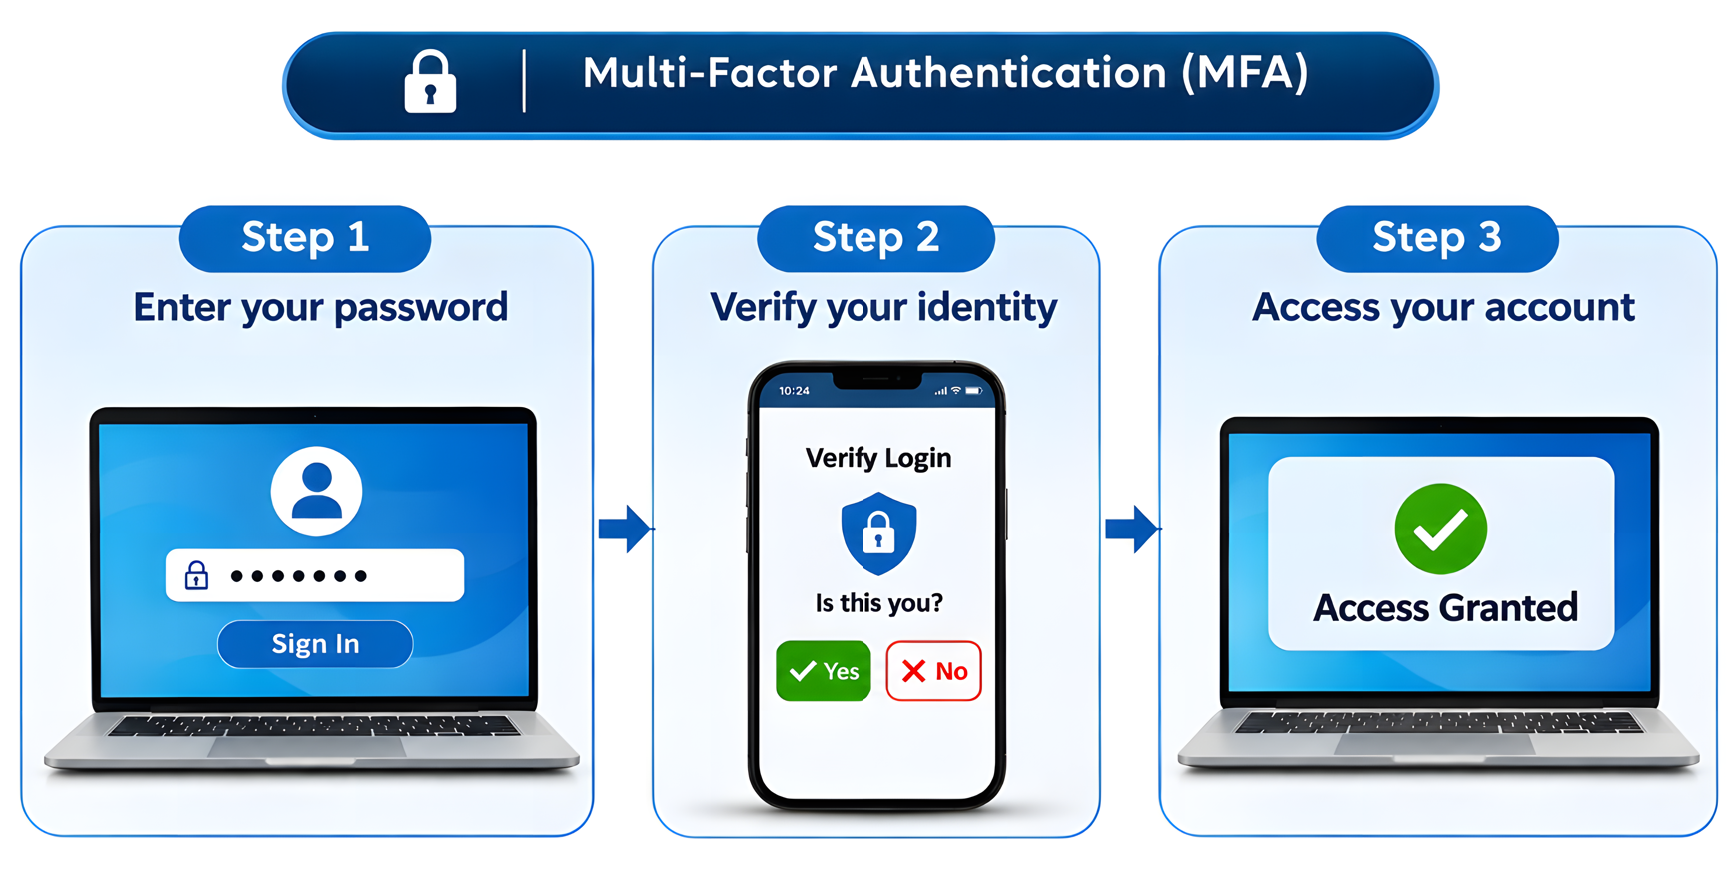 Multi-Factor Authentication (MFA)
Step 1
Enter your password
Sign In
Step 2
Verify your identity
10:24
Verify Login
Is this you?
Yes
No
Step 3
Access your account
Access Granted